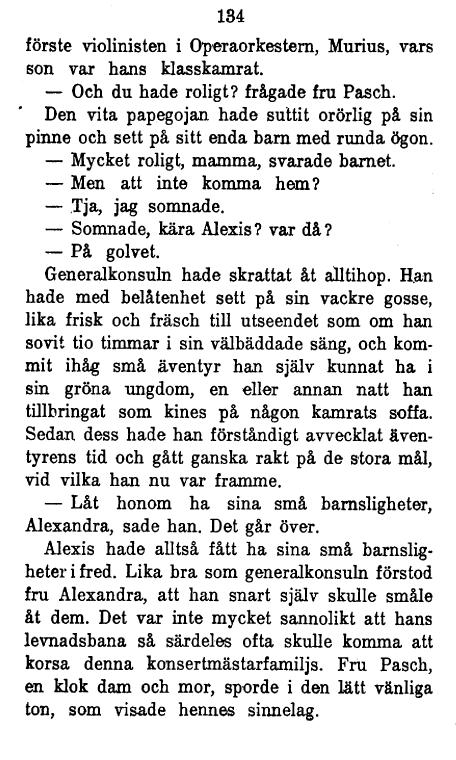 134
förste violinisten i Operaorkestern, Murius, vars
son var hans klasskamrat.
— Och du hade roligt? frågade fru Pasch.
Den vita papegojan hade suttit orörlig på sin
pinne och sett på sitt enda barn med runda ögon.
— Mycket roligt, mamma, svarade barnet.
— Men att inte komma hem?
— Tja, jag somnade.
— Somnade, kära Alexis? var då?
— På golvet.
Generalkonsuln hade skrattat åt alltihop. Han
hade med belåtenhet sett på sin vackre gosse,
lika frisk och fräsch till utseendet som om han
sovit tio timmar i sin välbäddade säng, och kom-
mit ihåg små äventyr han själv kunnat ha i
sin gröna ungdom, en eller annan natt han
tillbringat som kines på någon kamrats soffa.
Sedan dess hade han förståndigt avvecklat även-
tyrens tid och gått ganska rakt på de stora mål,
vid vilka han nu var framme.
— Låt honom ha sina små barnsligheter,
Alexandra, sade han. Det går över.
Alexis hade alltså fått ha sina små barnslig-
heter i fred. Lika bra som generalkonsuln förstod
fru Alexandra, att han snart själv skulle småle
åt dem. Det var inte mycket sannolikt att hans
levnadsbana så särdeles ofta skulle komma att
korsa denna konsertmästarfamiljs. Fru Pasch,
en klok dam och mor, sporde i den lätt vänliga
ton, som visade hennes sinnelag.